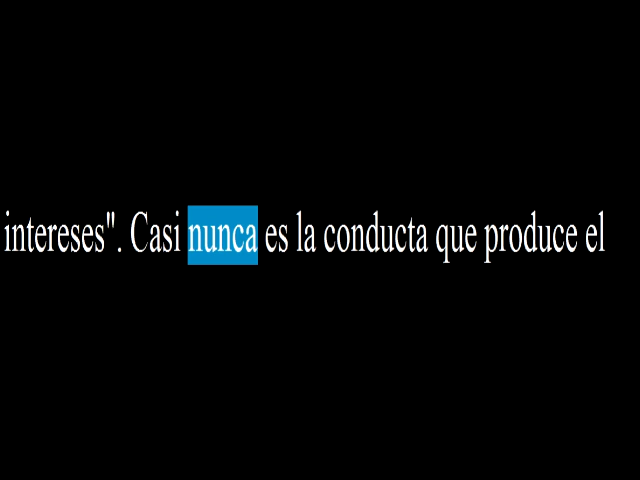 intereses". Casi nunca es la conducta que produce el